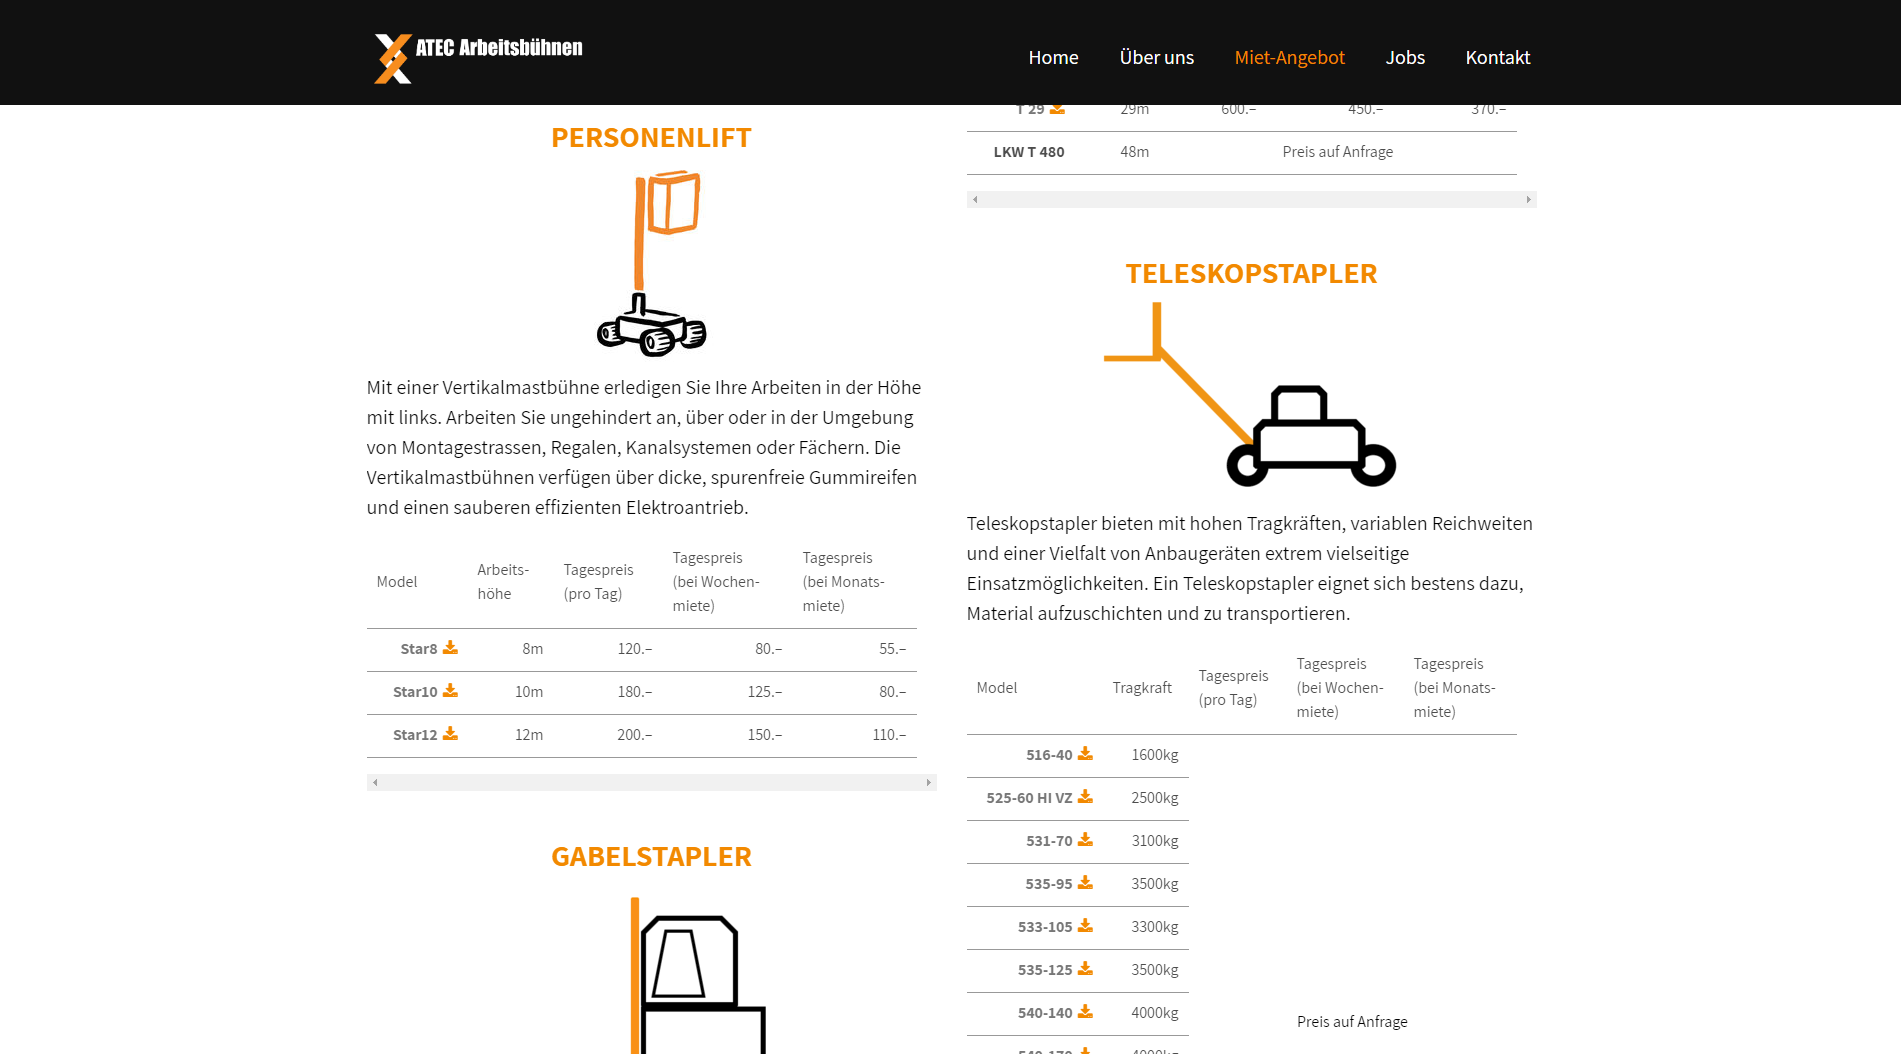 ATEC Arbeitsbühnen
Home Über uns Miet-Angebot Jobs Kontakt
PERSONENLIFT
Mit einer Vertikalmastbühne erledigen Sie Ihre Arbeiten in der Höhe
mit links. Arbeiten Sie ungehindert an, über oder in der Umgebung
von Montagestrassen, Regalen, Kanalsystemen oder Fächern. Die
Vertikalmastbühnen verfügen über dicke, spurenfreie Gummireifen
und einen sauberen effizienten Elektroantrieb.
Model Arbeits-höhe Tagespreis (pro Tag) Tagespreis (bei Wochen-miete) Tagespreis (bei Monats-miete)
Star8 8m 120.– 80.– 55.–
Star10 10m 180.– 125.– 80.–
Star12 12m 200.– 150.– 110.–
GABELSTAPLER
T 29 29m 600.– 450.– 370.–
LKW T 480 48m Preis auf Anfrage
TELESKOPSTAPLER
Teleskopstapler bieten mit hohen Tragkräften, variablen Reichweiten
und einer Vielfalt von Anbaugeräten extrem vielseitige
Einsatzmöglichkeiten. Ein Teleskopstapler eignet sich bestens dazu,
Material aufzuschichten und zu transportieren.
Model Tragkraft Tagespreis (pro Tag) Tagespreis (bei Wochen-miete) Tagespreis (bei Monats-miete)
516-40 1600kg
525-60 HI VZ 2500kg
531-70 3100kg
535-95 3500kg
533-105 3300kg
535-125 3500kg
540-140 4000kg
Preis auf Anfrage